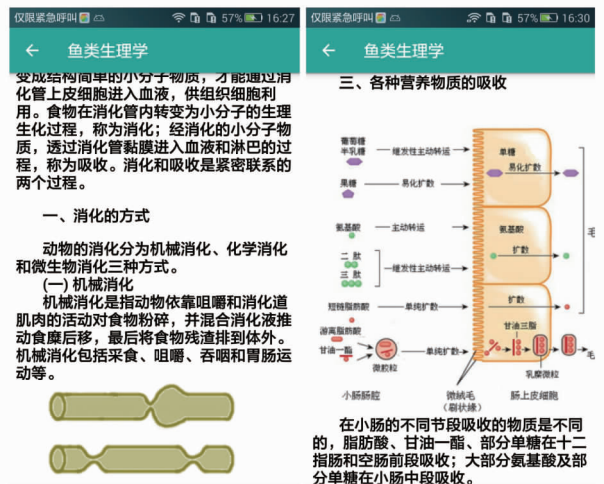 仅限紧急呼叫 57% 16:27
← 鱼类生理学
变成结构简单的小分子物质，才能通过消
化管上皮细胞进入血液，供组织细胞利
用。食物在消化管内转变为小分子的生理
生化过程，称为消化；经消化的小分子物
质，透过消化管黏膜进入血液和淋巴的过
程，称为吸收。消化和吸收是紧密联系的
两个过程。
一、消化的方式
动物的消化分为机械消化、化学消化
和微生物消化三种方式。
(一) 机械消化
机械消化是指动物依靠咀嚼和消化道
肌肉的活动对食物粉碎，并混合消化液推
动食糜后移，最后将食物残渣排到体外。
机械消化包括采食、咀嚼、吞咽和胃肠运
动等。
仅限紧急呼叫 57% 16:30
← 鱼类生理学
三、各种营养物质的吸收
葡萄糖
半乳糖
继发性主动转运
单糖
易化扩散
果糖
易化扩散
毛
氨基酸
主动转运
氨基酸
扩散
二肽
三肽
继发性主动转运
短链脂肪酸
单纯扩散
扩散
游离脂肪酸
甘油一酯
微胶粒
单纯扩散
甘油三脂
乳糜微粒
毛
小肠肠腔
微绒毛
（刷状缘）
肠上皮细胞
在小肠的不同节段吸收的物质是不同
的，脂肪酸、甘油一酯、部分单糖在十二
指肠和空肠前段吸收；大部分氨基酸及部
分单糖在小肠中段吸收。